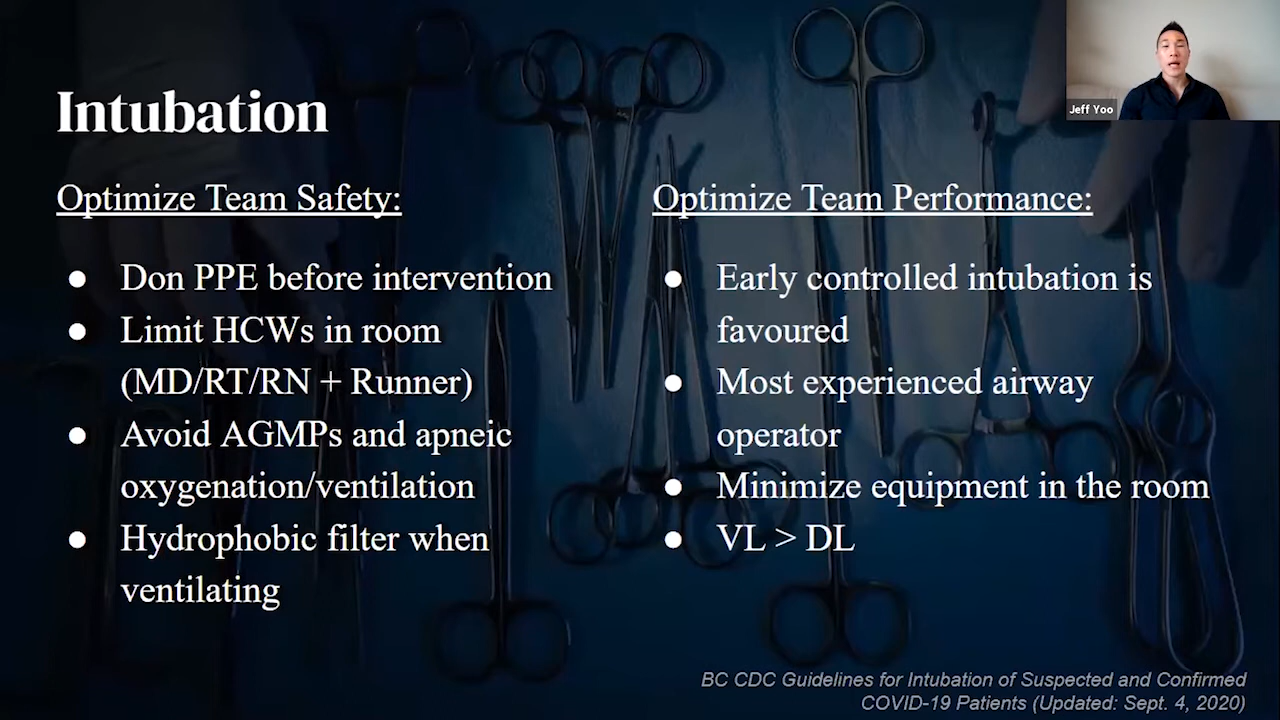 Jeff Yoo
Intubation
Optimize Team Safety:
● Don PPE before intervention
● Limit HCWs in room
(MD/RT/RN + Runner)
● Avoid AGMPs and apneic
oxygenation/ventilation
● Hydrophobic filter when
ventilating
Optimize Team Performance:
● Early controlled intubation is
favoured
● Most experienced airway
operator
● Minimize equipment in the room
● VL > DL
BC CDC Guidelines for Intubation of Suspected and Confirmed
COVID-19 Patients (Updated: Sept. 4, 2020)